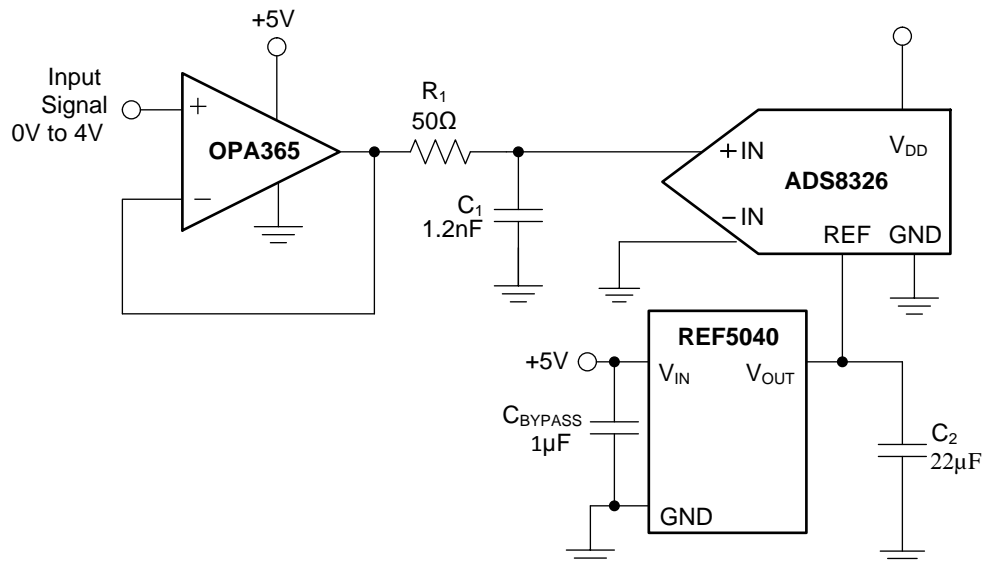 +5V
Input
Signal
0V to 4V
+
−
OPA365
R1
50Ω
C1
1.2nF
+IN
−IN
VDD
ADS8326
REF GND
REF5040
+5V
VIN
VOUT
CBYPASS
1µF
GND
C2
22µF